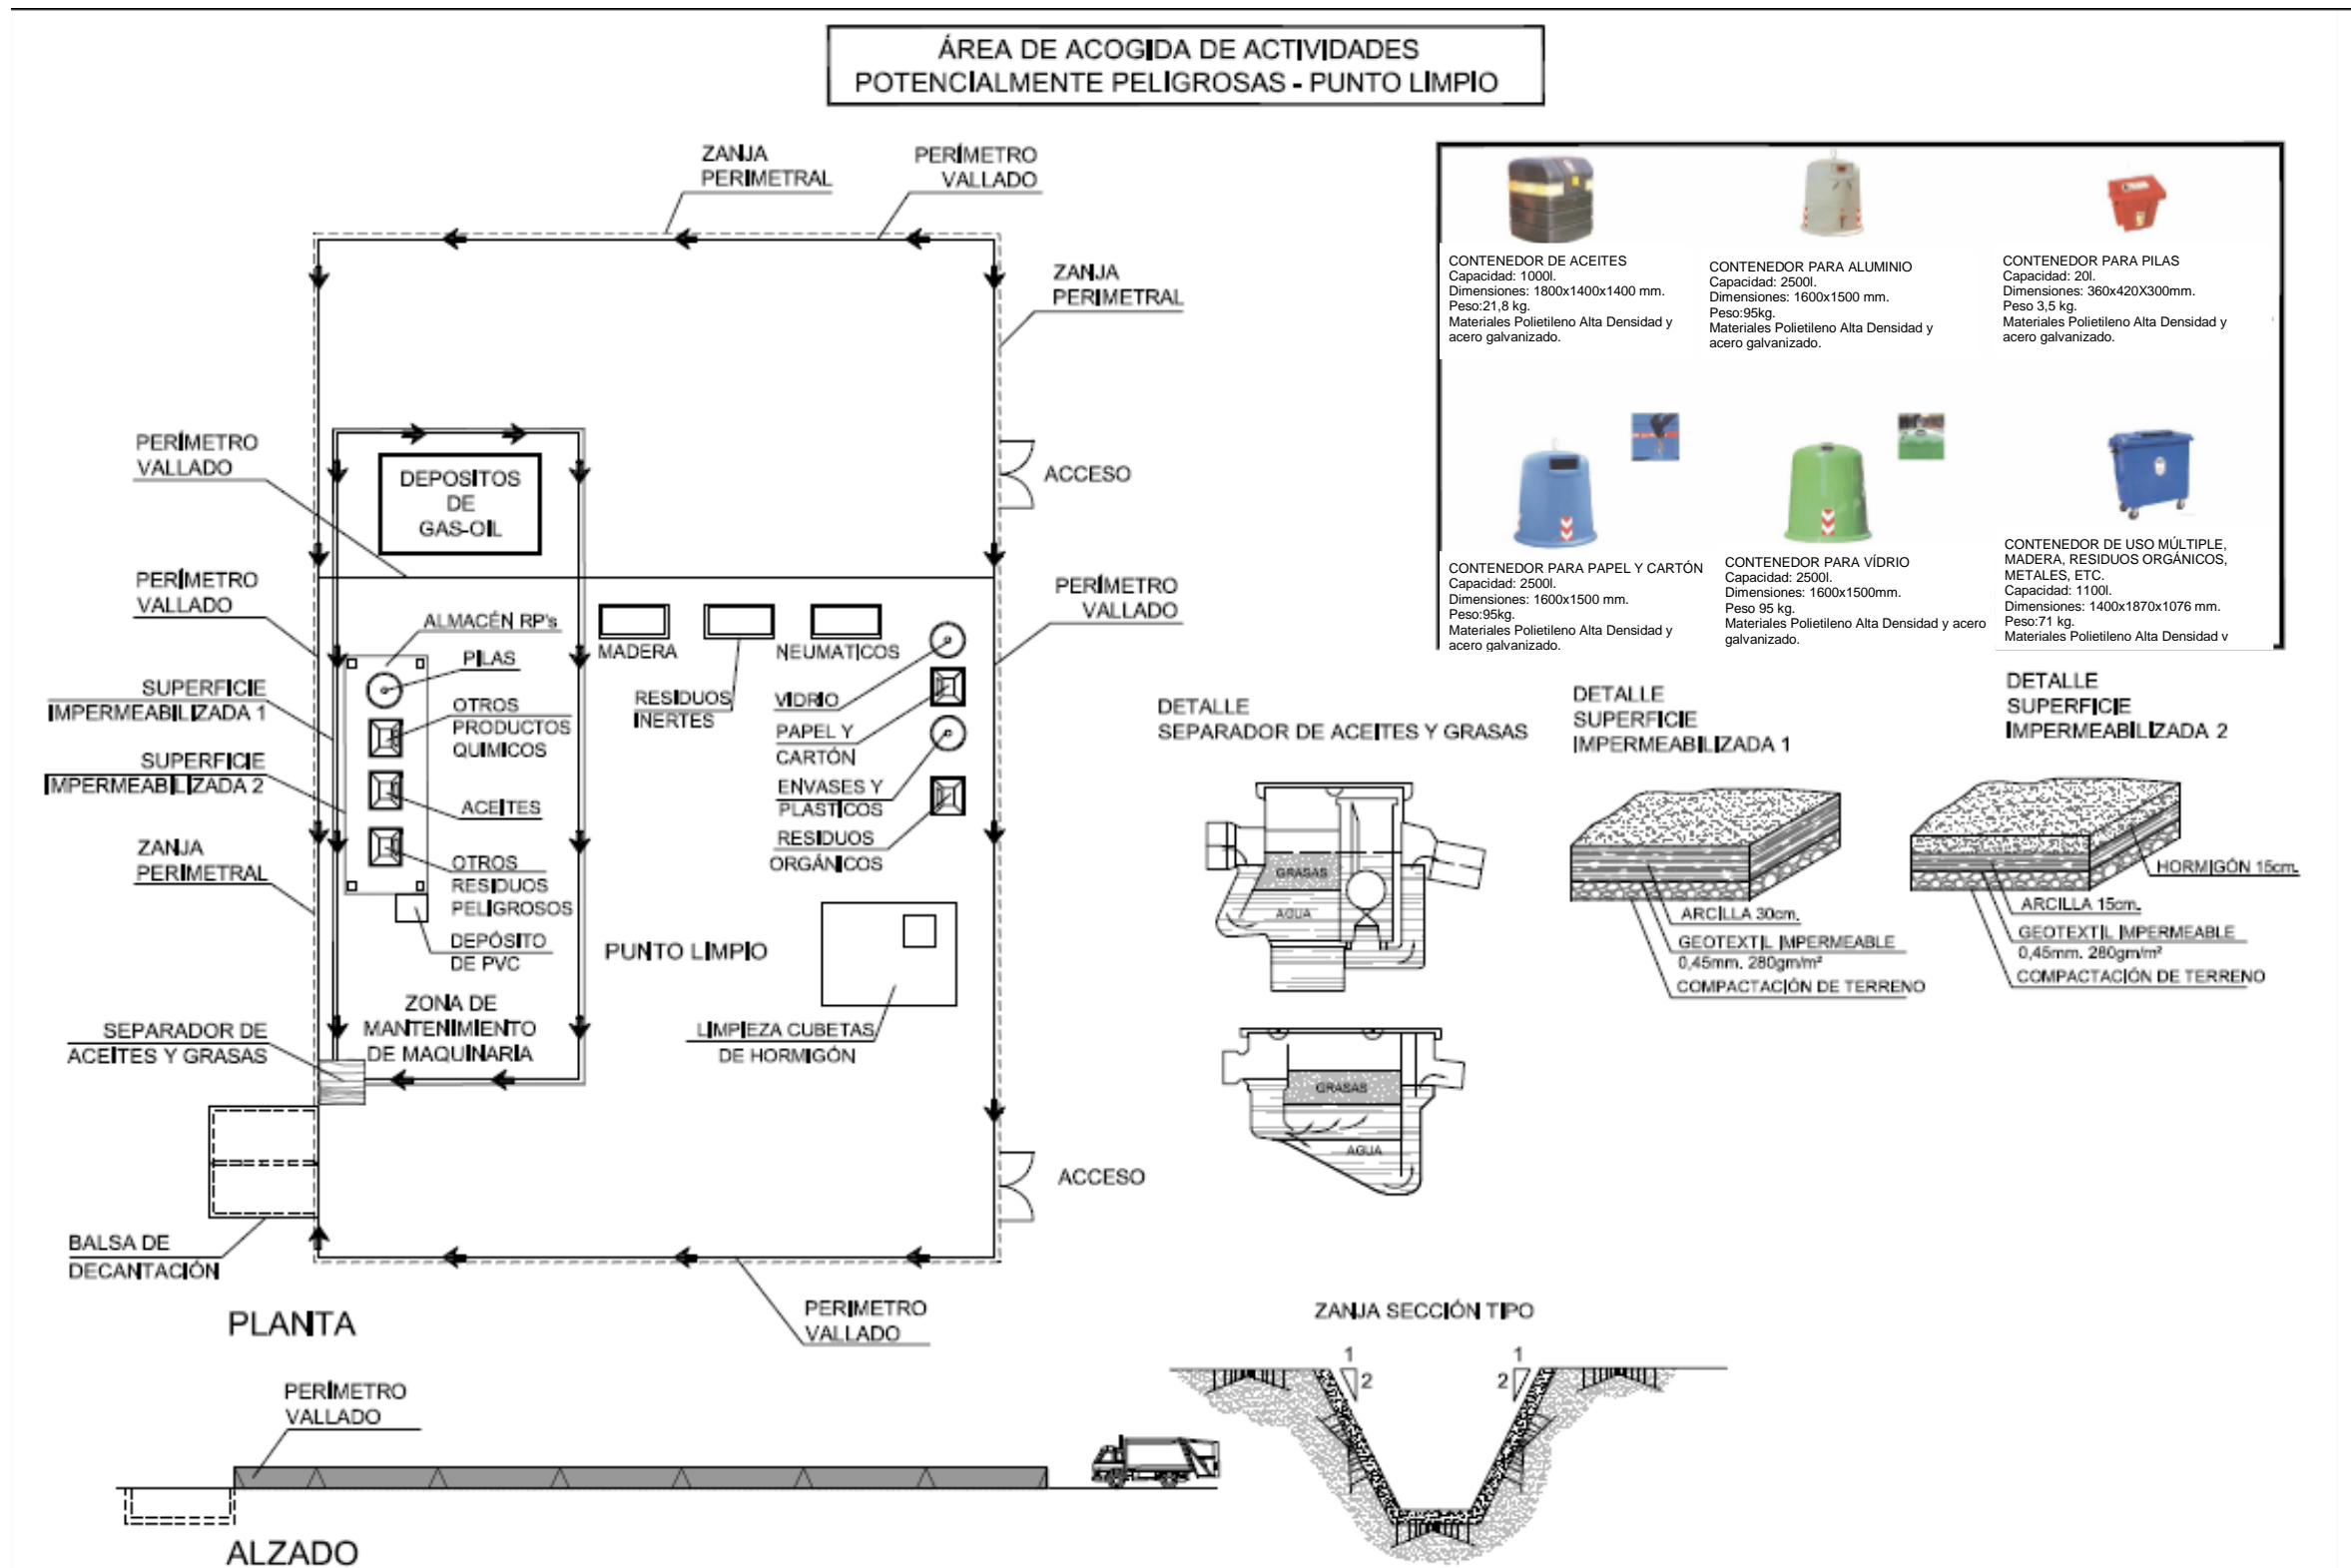 ÁREA DE ACOGIDA DE ACTIVIDADES
POTENCIALMENTE PELIGROSAS - PUNTO LIMPIO
ZANJA
PERIMETRAL
PERÍMETRO
VALLADO
ZANJA
PERIMETRAL
PERÍMETRO
VALLADO
DEPOSITOS
DE
GAS-OIL
ACCESO
PERÍMETRO
VALLADO
PERÍMETRO
VALLADO
ALMACÉN RP's
PILAS
MADERA
RESIDUOS
INERTES
NEUMATICOS
SUPERFICIE
IMPERMEABILIZADA 1
OTROS
PRODUCTOS
QUIMICOS
VIDRIO
PAPEL Y
CARTÓN
SUPERFICIE
IMPERMEABILIZADA 2
ACEITES
ENVASES Y
PLASTICOS
RESIDUOS
ORGÁNICOS
ZANJA
PERIMETRAL
OTROS
RESIDUOS
PELIGROSOS
DEPÓSITO
DE PVC
PUNTO LIMPIO
ZONA DE
MANTENIMIENTO
DE MAQUINARIA
LIMPIEZA CUBETAS
DE HORMIGÓN
SEPARADOR DE
ACEITES Y GRASAS
ACCESO
BALSA DE
DECANTACIÓN
PERIMETRO
VALLADO
PLANTA
PERÍMETRO
VALLADO
ALZADO
CONTENEDOR DE ACEITES
Capacidad: 1000l.
Dimensiones: 1800x1400x1400 mm.
Peso:21,8 kg.
Materiales Polietileno Alta Densidad y
acero galvanizado.
CONTENEDOR PARA ALUMINIO
Capacidad: 2500l.
Dimensiones: 1600x1500 mm.
Peso:95kg.
Materiales Polietileno Alta Densidad y
acero galvanizado.
CONTENEDOR PARA PILAS
Capacidad: 20l.
Dimensiones: 360x420X300mm.
Peso 3,5 kg.
Materiales Polietileno Alta Densidad y
acero galvanizado.
CONTENEDOR PARA PAPEL Y CARTÓN
Capacidad: 2500l.
Dimensiones: 1600x1500 mm.
Peso:95kg.
Materiales Polietileno Alta Densidad y
acero galvanizado.
CONTENEDOR PARA VÍDRIO
Capacidad: 2500l.
Dimensiones: 1600x1500mm.
Peso 95 kg.
Materiales Polietileno Alta Densidad y acero
galvanizado.
CONTENEDOR DE USO MÚLTIPLE,
MADERA, RESIDUOS ORGÁNICOS,
METALES, ETC.
Capacidad: 1100l.
Dimensiones: 1400x1870x1076 mm.
Peso:71 kg.
Materiales Polietileno Alta Densidad y
DETALLE
SEPARADOR DE ACEITES Y GRASAS
GRASAS
AGUA
GRASAS
AGUA
DETALLE
SUPERFICIE
IMPERMEABILIZADA 1
ARCILLA 30cm.
GEOTEXTIL IMPERMEABLE
0,45mm. 280gm/m²
COMPACTACIÓN DE TERRENO
DETALLE
SUPERFICIE
IMPERMEABILIZADA 2
HORMIGÓN 15cm.
ARCILLA 15cm.
GEOTEXTIL IMPERMEABLE
0,45mm. 280gm/m²
COMPACTACIÓN DE TERRENO
ZANJA SECCIÓN TIPO
1
2
1
2